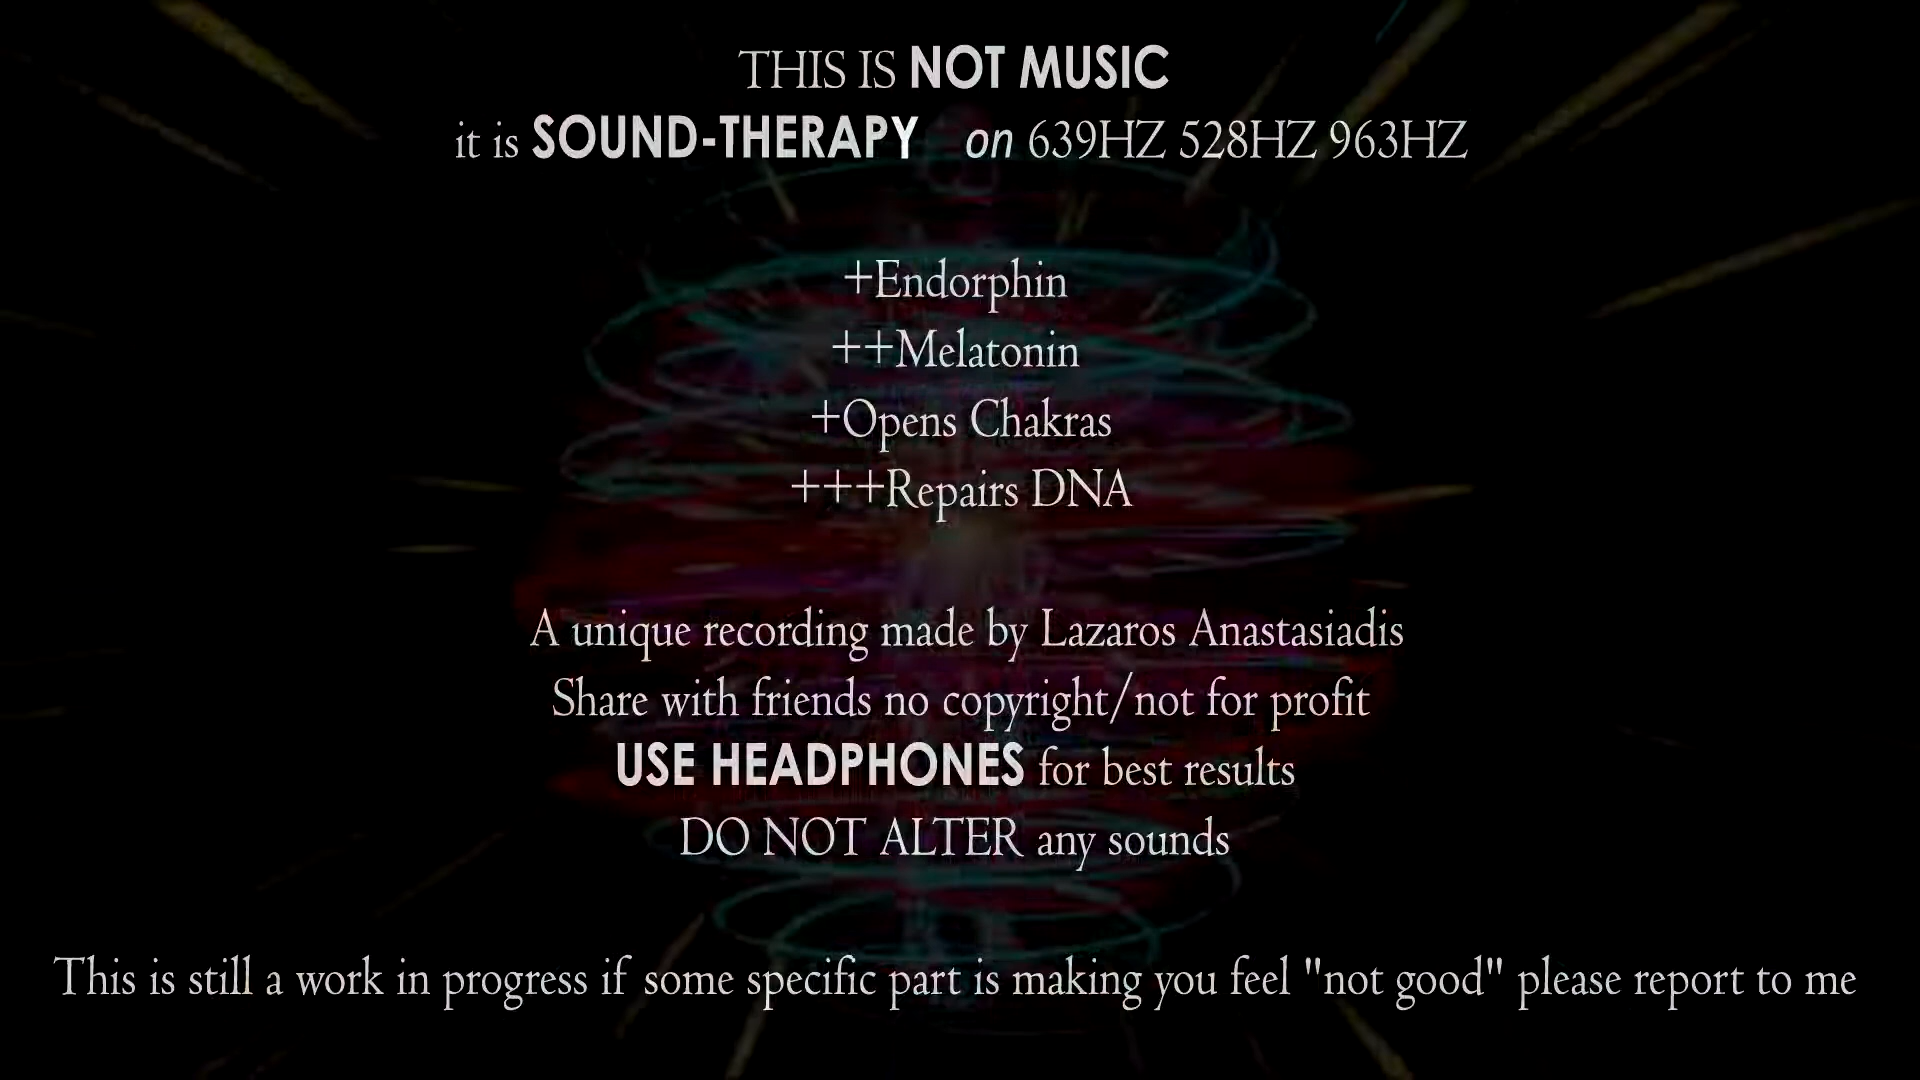 THIS IS NOT MUSIC
it is SOUND-THERAPY on 639HZ 528HZ 963HZ
+Endorphin
++Melatonin
+Opens Chakras
+++Repairs DNA
A unique recording made by Lazaros Anastasiadis
Share with friends no copyright/not for profit
USE HEADPHONES for best results
DO NOT ALTER any sounds
This is still a work in progress if some specific part is making you feel "not good" please report to me